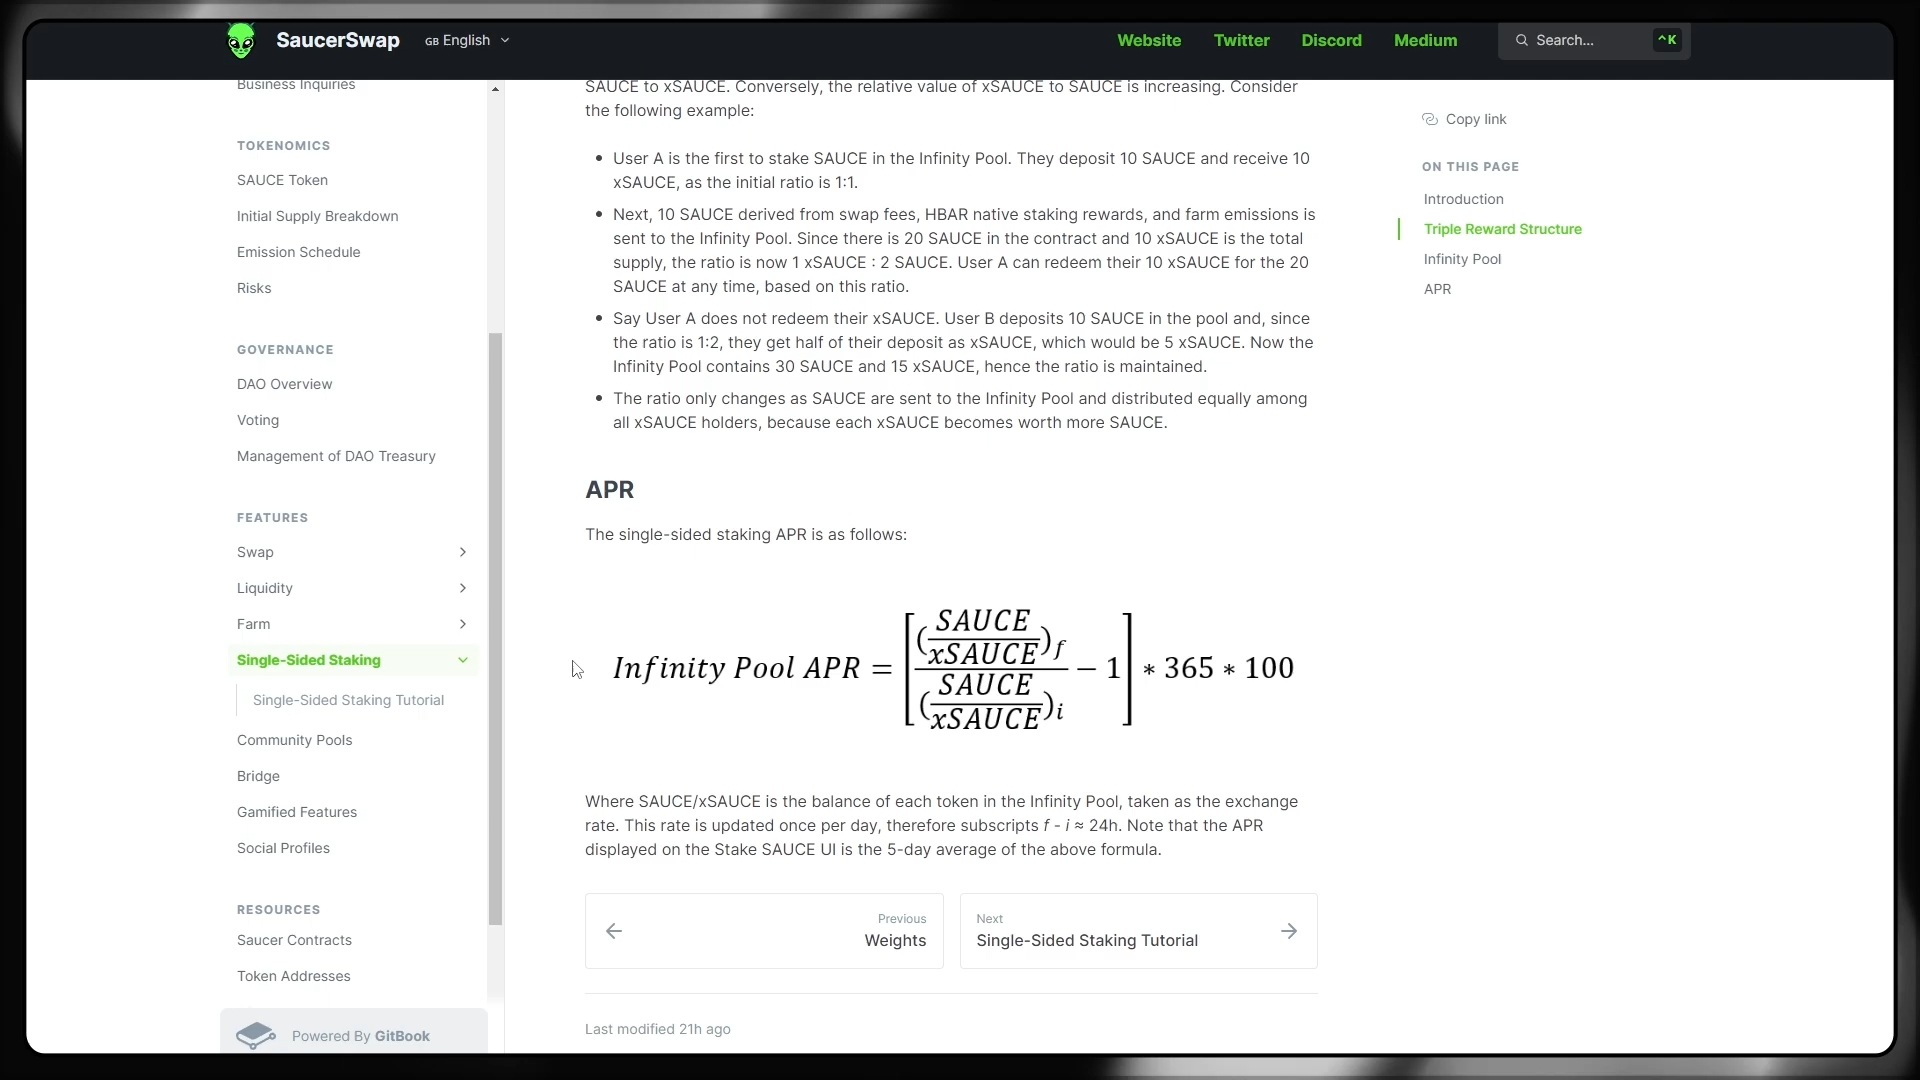 SaucerSwap
GB English
Website
Twitter
Discord
Medium
Search...
^K
Business Inquiries
TOKENOMICS
SAUCE Token
Initial Supply Breakdown
Emission Schedule
Risks
GOVERNANCE
DAO Overview
Voting
Management of DAO Treasury
FEATURES
Swap
Liquidity
Farm
Single-Sided Staking
Single-Sided Staking Tutorial
Community Pools
Bridge
Gamified Features
Social Profiles
RESOURCES
Saucer Contracts
Token Addresses
Powered By GitBook
SAUCE to xSAUCE. Conversely, the relative value of xSAUCE to SAUCE is increasing. Consider
the following example:
• User A is the first to stake SAUCE in the Infinity Pool. They deposit 10 SAUCE and receive 10
xSAUCE, as the initial ratio is 1:1.
• Next, 10 SAUCE derived from swap fees, HBAR native staking rewards, and farm emissions is
sent to the Infinity Pool. Since there is 20 SAUCE in the contract and 10 xSAUCE is the total
supply, the ratio is now 1 xSAUCE : 2 SAUCE. User A can redeem their 10 xSAUCE for the 20
SAUCE at any time, based on this ratio.
• Say User A does not redeem their xSAUCE. User B deposits 10 SAUCE in the pool and, since
the ratio is 1:2, they get half of their deposit as xSAUCE, which would be 5 xSAUCE. Now the
Infinity Pool contains 30 SAUCE and 15 xSAUCE, hence the ratio is maintained.
• The ratio only changes as SAUCE are sent to the Infinity Pool and distributed equally among
all xSAUCE holders, because each xSAUCE becomes worth more SAUCE.
APR
The single-sided staking APR is as follows:
Infinity Pool APR = [(SAUCE/xSAUCE)f / (SAUCE/xSAUCE)i − 1] * 365 * 100
Where SAUCE/xSAUCE is the balance of each token in the Infinity Pool, taken as the exchange
rate. This rate is updated once per day, therefore subscripts f - i ≈ 24h. Note that the APR
displayed on the Stake SAUCE UI is the 5-day average of the above formula.
Previous
Weights
Next
Single-Sided Staking Tutorial
Last modified 21h ago
Copy link
ON THIS PAGE
Introduction
Triple Reward Structure
Infinity Pool
APR